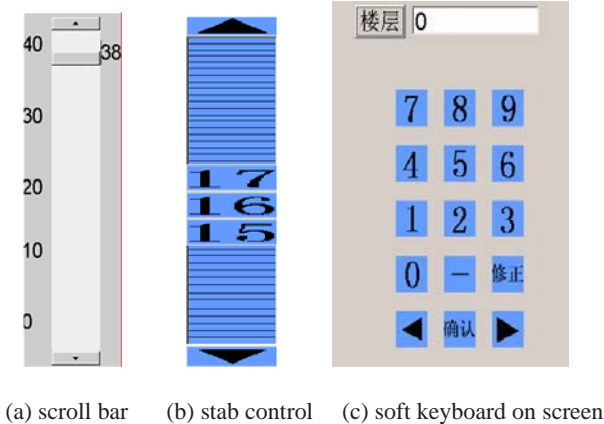 40
38
30
20
10
0
17
16
15
楼层 0
7 8 9
4 5 6
1 2 3
0 — 修正
确认
(a) scroll bar (b) stab control (c) soft keyboard on screen